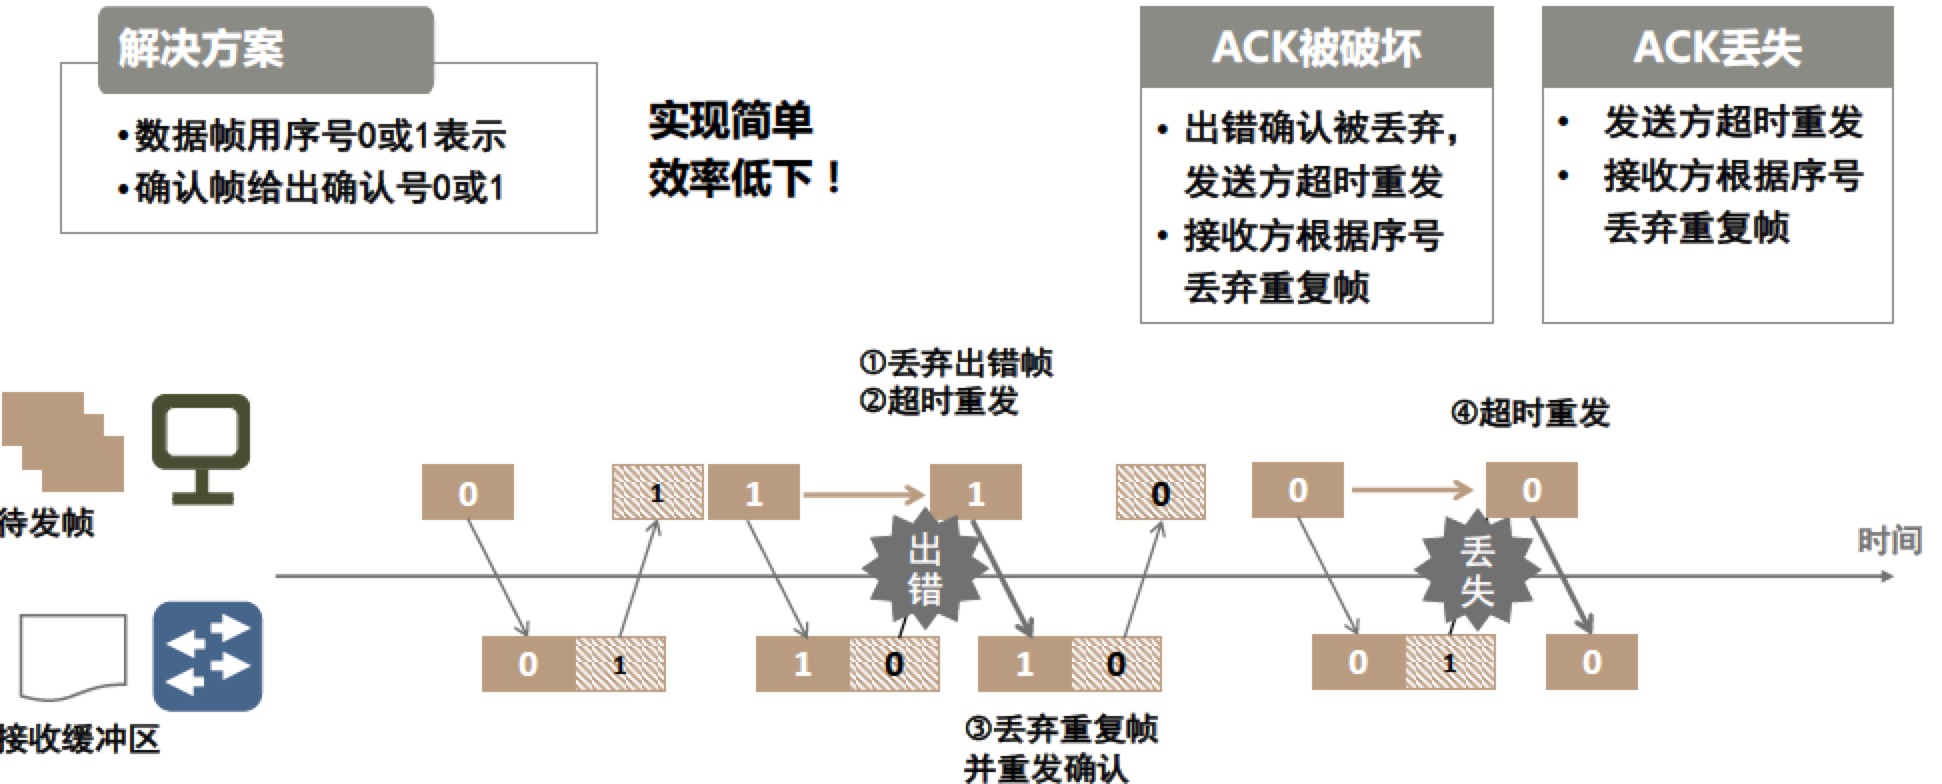 解决方案
•数据帧用序号0或1表示
•确认帧给出确认号0或1
实现简单
效率低下！
ACK被破坏
• 出错确认被丢弃，
发送方超时重发
• 接收方根据序号
丢弃重复帧
ACK丢失
• 发送方超时重发
• 接收方根据序号
丢弃重复帧
①丢弃出错帧
②超时重发
④超时重发
待发帧
0
1
1
1
0
0
0
出错
丢失
时间
0
1
1
0
1
0
0
1
0
接收缓冲区
③丢弃重复帧
并重发确认